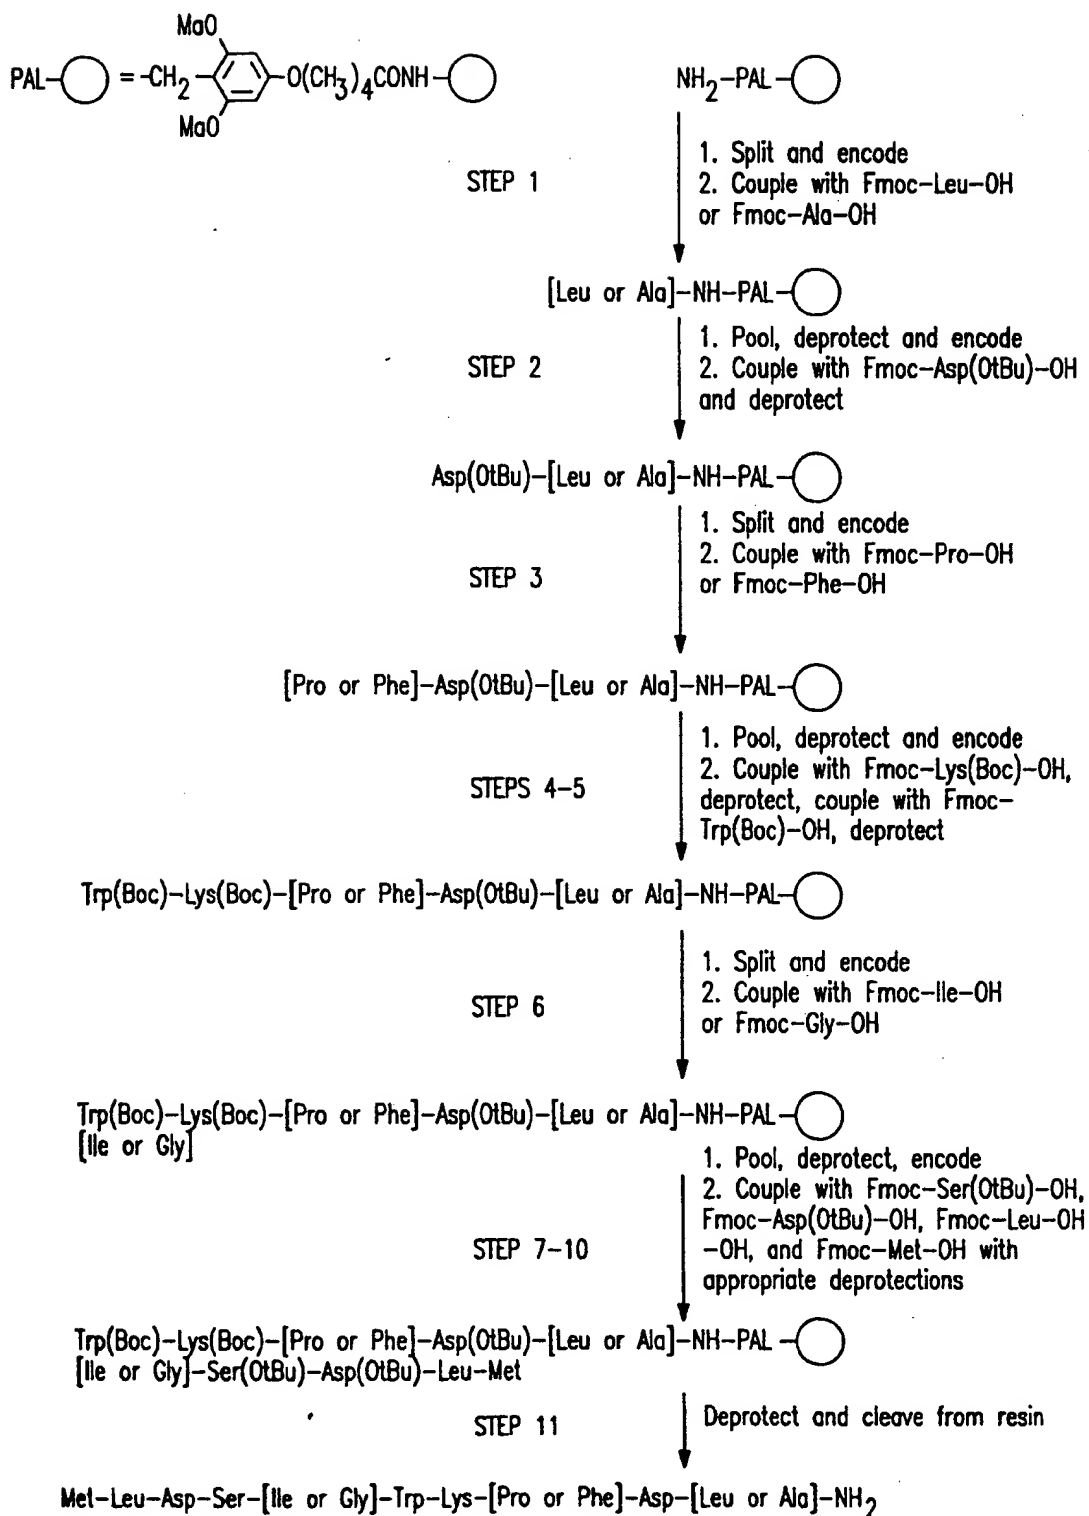 MaO
PAL-◯ = -CH2-O(CH3)4CONH-◯
MaO
NH2-PAL-◯
STEP 1
1. Split and encode
2. Couple with Fmoc-Leu-OH
or Fmoc-Ala-OH
[Leu or Ala]-NH-PAL-◯
STEP 2
1. Pool, deprotect and encode
2. Couple with Fmoc-Asp(OtBu)-OH
and deprotect
Asp(OtBu)-[Leu or Ala]-NH-PAL-◯
STEP 3
1. Split and encode
2. Couple with Fmoc-Pro-OH
or Fmoc-Phe-OH
[Pro or Phe]-Asp(OtBu)-[Leu or Ala]-NH-PAL-◯
STEPS 4-5
1. Pool, deprotect and encode
2. Couple with Fmoc-Lys(Boc)-OH,
deprotect, couple with Fmoc-
Trp(Boc)-OH, deprotect
Trp(Boc)-Lys(Boc)-[Pro or Phe]-Asp(OtBu)-[Leu or Ala]-NH-PAL-◯
STEP 6
1. Split and encode
2. Couple with Fmoc-Ile-OH
or Fmoc-Gly-OH
Trp(Boc)-Lys(Boc)-[Pro or Phe]-Asp(OtBu)-[Leu or Ala]-NH-PAL-◯
[Ile or Gly]
STEP 7-10
1. Pool, deprotect, encode
2. Couple with Fmoc-Ser(OtBu)-OH,
Fmoc-Asp(OtBu)-OH, Fmoc-Leu-OH
-OH, and Fmoc-Met-OH with
appropriate deprotections
Trp(Boc)-Lys(Boc)-[Pro or Phe]-Asp(OtBu)-[Leu or Ala]-NH-PAL-◯
[Ile or Gly]-Ser(OtBu)-Asp(OtBu)-Leu-Met
STEP 11
Deprotect and cleave from resin
Met-Leu-Asp-Ser-[Ile or Gly]-Trp-Lys-[Pro or Phe]-Asp-[Leu or Ala]-NH2